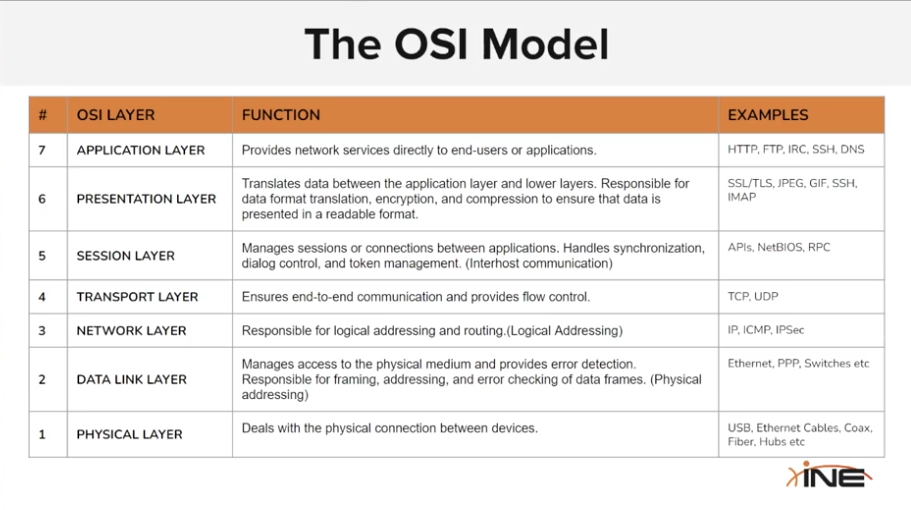 The OSI Model
# OSI LAYER FUNCTION EXAMPLES
7 APPLICATION LAYER Provides network services directly to end-users or applications. HTTP, FTP, IRC, SSH, DNS
6 PRESENTATION LAYER Translates data between the application layer and lower layers. Responsible for
data format translation, encryption, and compression to ensure that data is
presented in a readable format. SSL/TLS, JPEG, GIF, SSH,
IMAP
5 SESSION LAYER Manages sessions or connections between applications. Handles synchronization,
dialog control, and token management. (Interhost communication) APIs, NetBIOS, RPC
4 TRANSPORT LAYER Ensures end-to-end communication and provides flow control. TCP, UDP
3 NETWORK LAYER Responsible for logical addressing and routing.(Logical Addressing) IP, ICMP, IPSec
2 DATA LINK LAYER Manages access to the physical medium and provides error detection.
Responsible for framing, addressing, and error checking of data frames. (Physical
addressing) Ethernet, PPP, Switches etc
1 PHYSICAL LAYER Deals with the physical connection between devices. USB, Ethernet Cables, Coax,
Fiber, Hubs etc
INE